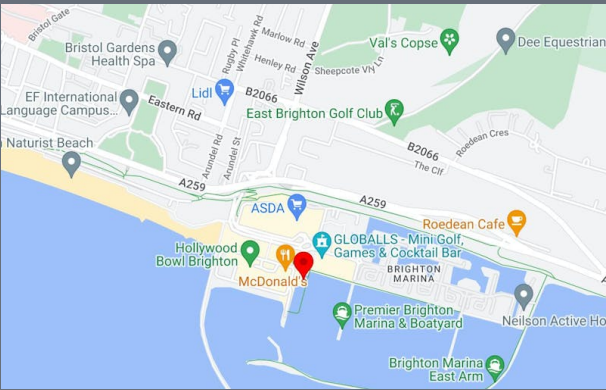 Bristol Gate
Bristol Gardens
Health Spa
Rugby Pl
Whitehawk Rd
Marlow Rd
Henley Rd
Wilson Ave
Sheepcote Vly Ln
Val's Copse
Dee Equestrian
Lidl
B2066
EF International
Language Campus...
Eastern Rd
East Brighton Golf Club
Roedean Cres
B2066
The Clf
Arundel Rd
Arundel St
Naturist Beach
A259
A259
ASDA
Roedean Cafe
Hollywood
Bowl Brighton
GLOBALLS - Mini Golf,
Games & Cocktail Bar
McDonald's
BRIGHTON
MARINA
Premier Brighton
Marina & Boatyard
Neilson Active Ho
Brighton Marina
East Arm